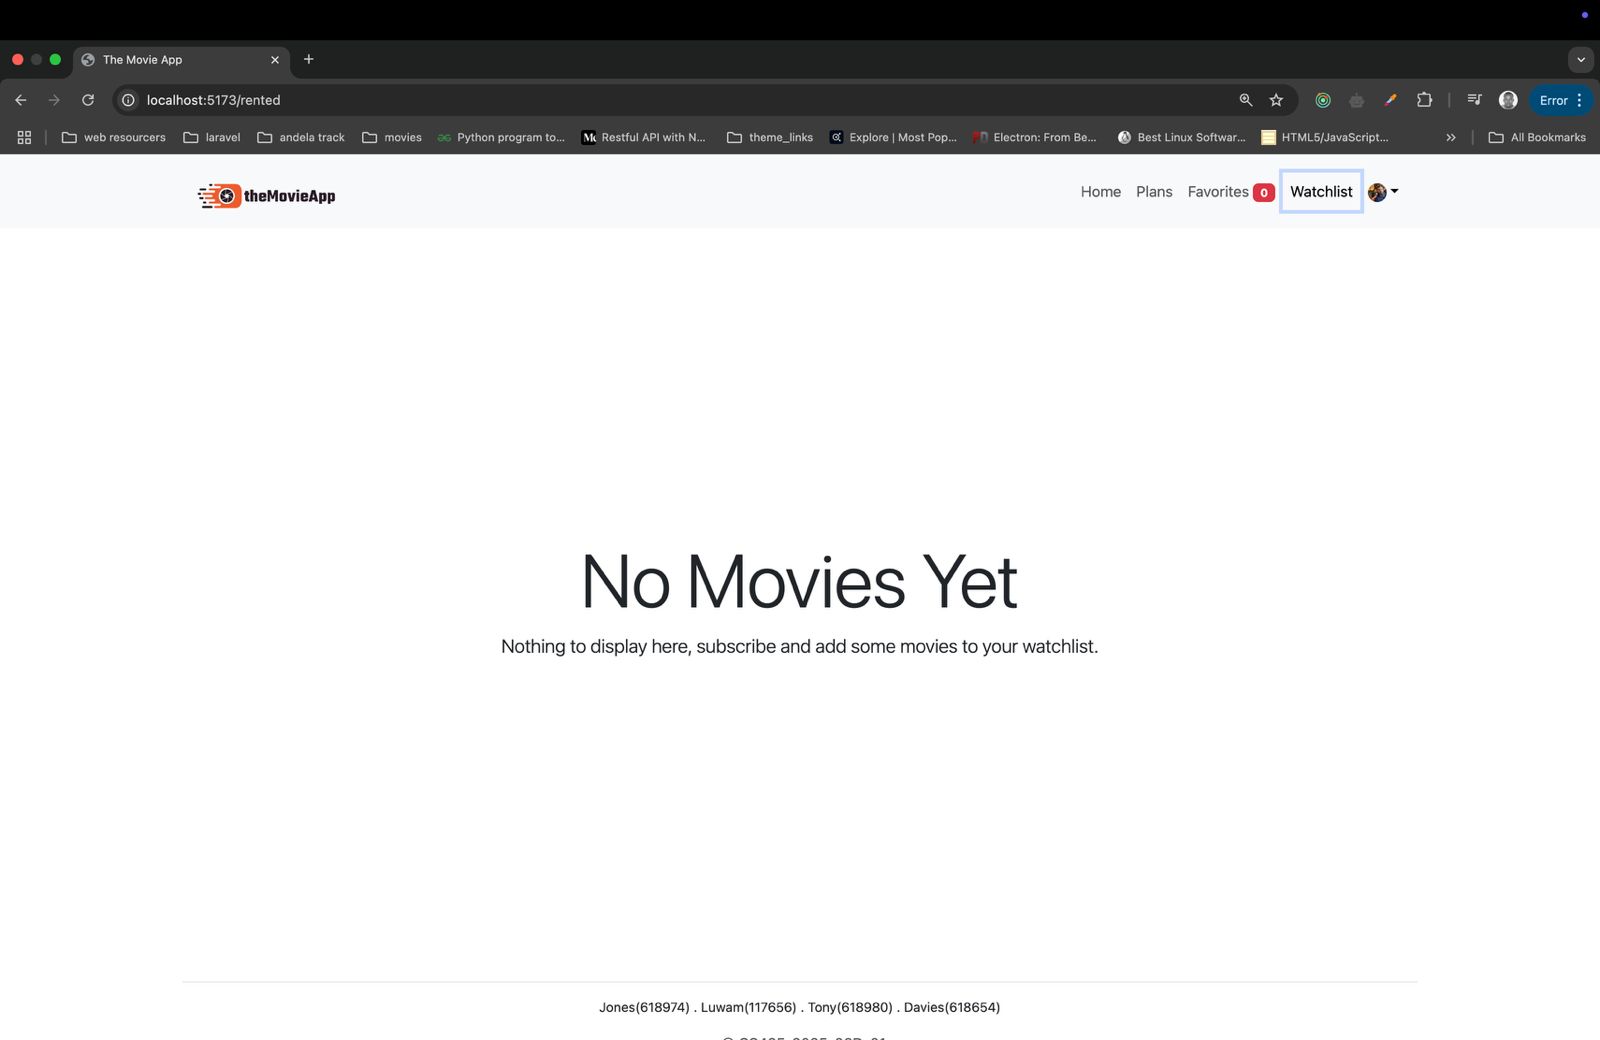 The Movie App
localhost:5173/rented
Error
web resourcers
laravel
andela track
movies
Python program to...
Restful API with N...
theme_links
Explore | Most Pop...
Electron: From Be...
Best Linux Softwar...
HTML5/JavaScript...
All Bookmarks
theMovieApp
Home
Plans
Favorites 0
Watchlist
No Movies Yet
Nothing to display here, subscribe and add some movies to your watchlist.
Jones(618974) . Luwam(117656) . Tony(618980) . Davies(618654)